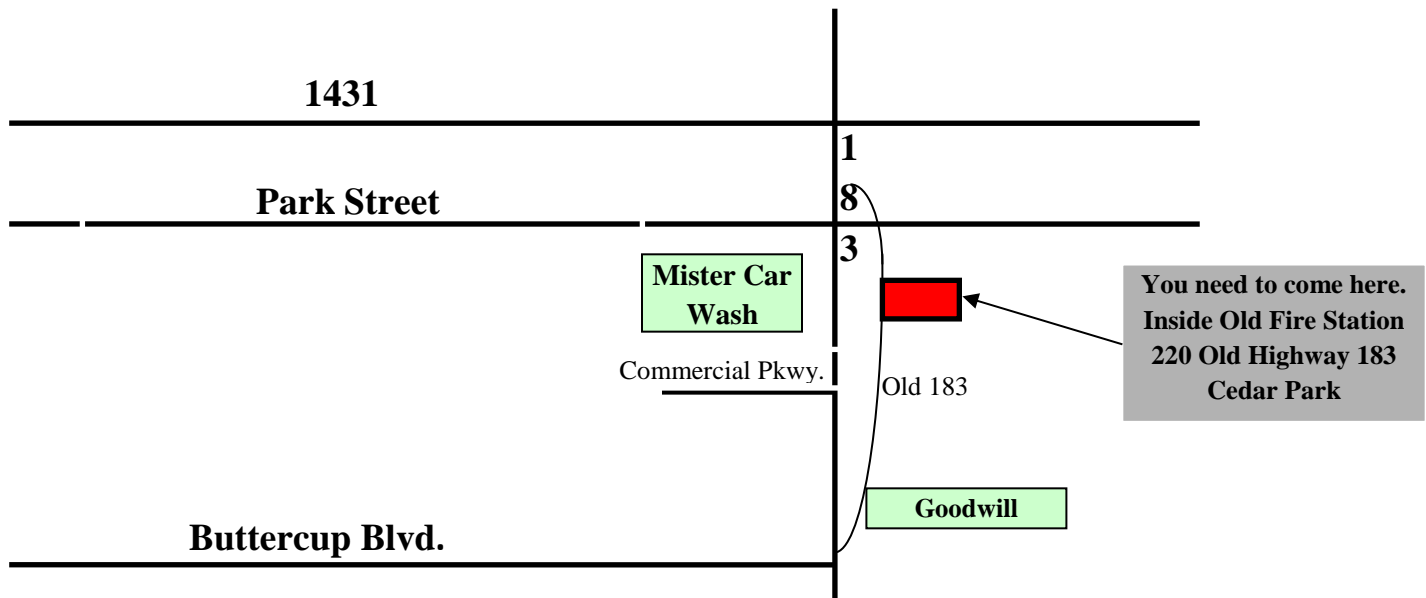 1431
1
8
3
Park Street
Mister Car
Wash
You need to come here.
Inside Old Fire Station
220 Old Highway 183
Cedar Park
Commercial Pkwy.
Old 183
Goodwill
Buttercup Blvd.